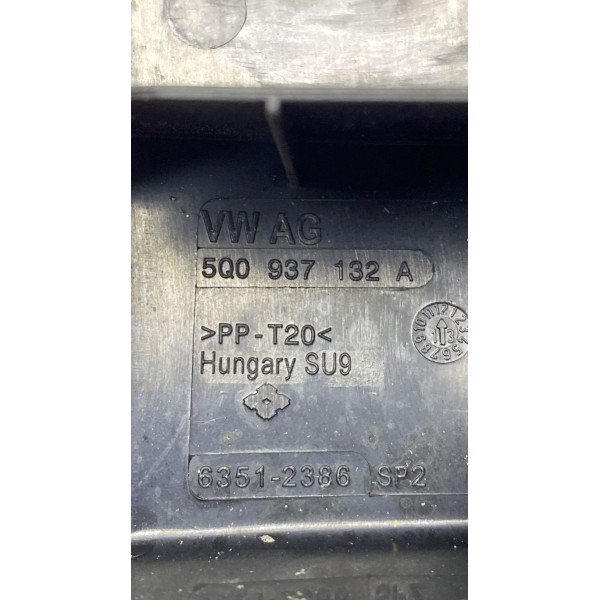 VW AG
5Q0 937 132 A
>PP-T20<
Hungary SU9
6351-2386 SP2